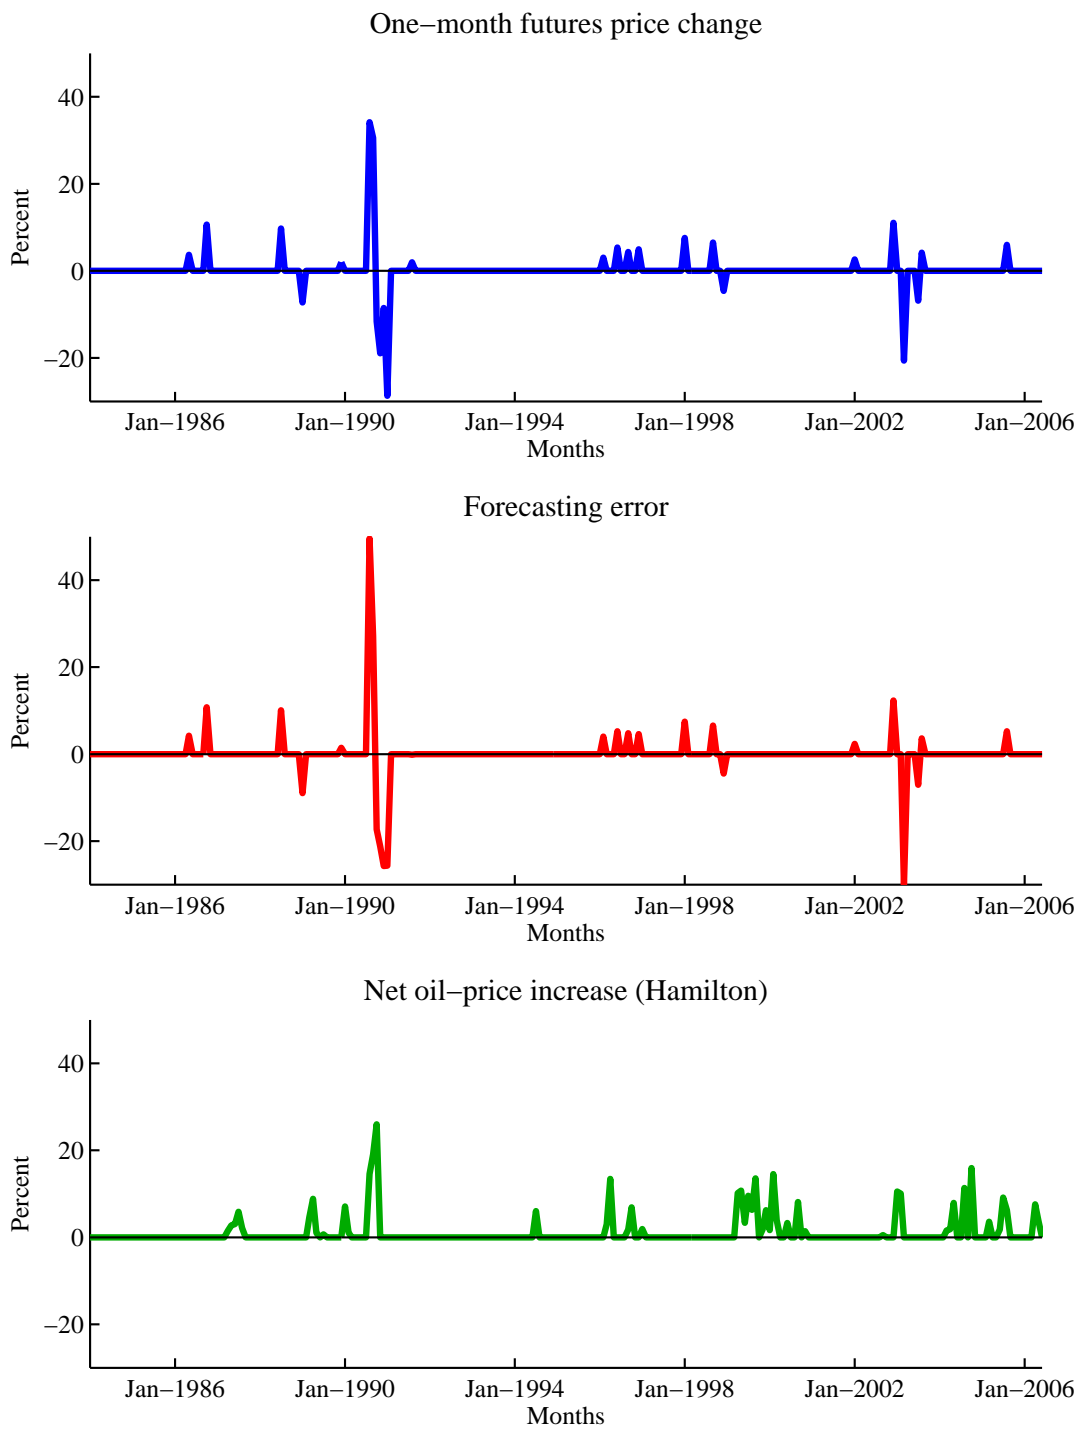 One−month futures price change
40
20
0
−20
Percent
Jan−1986 Jan−1990 Jan−1994 Jan−1998 Jan−2002 Jan−2006
Months
Forecasting error
40
20
0
−20
Percent
Jan−1986 Jan−1990 Jan−1994 Jan−1998 Jan−2002 Jan−2006
Months
Net oil−price increase (Hamilton)
40
20
0
−20
Percent
Jan−1986 Jan−1990 Jan−1994 Jan−1998 Jan−2002 Jan−2006
Months